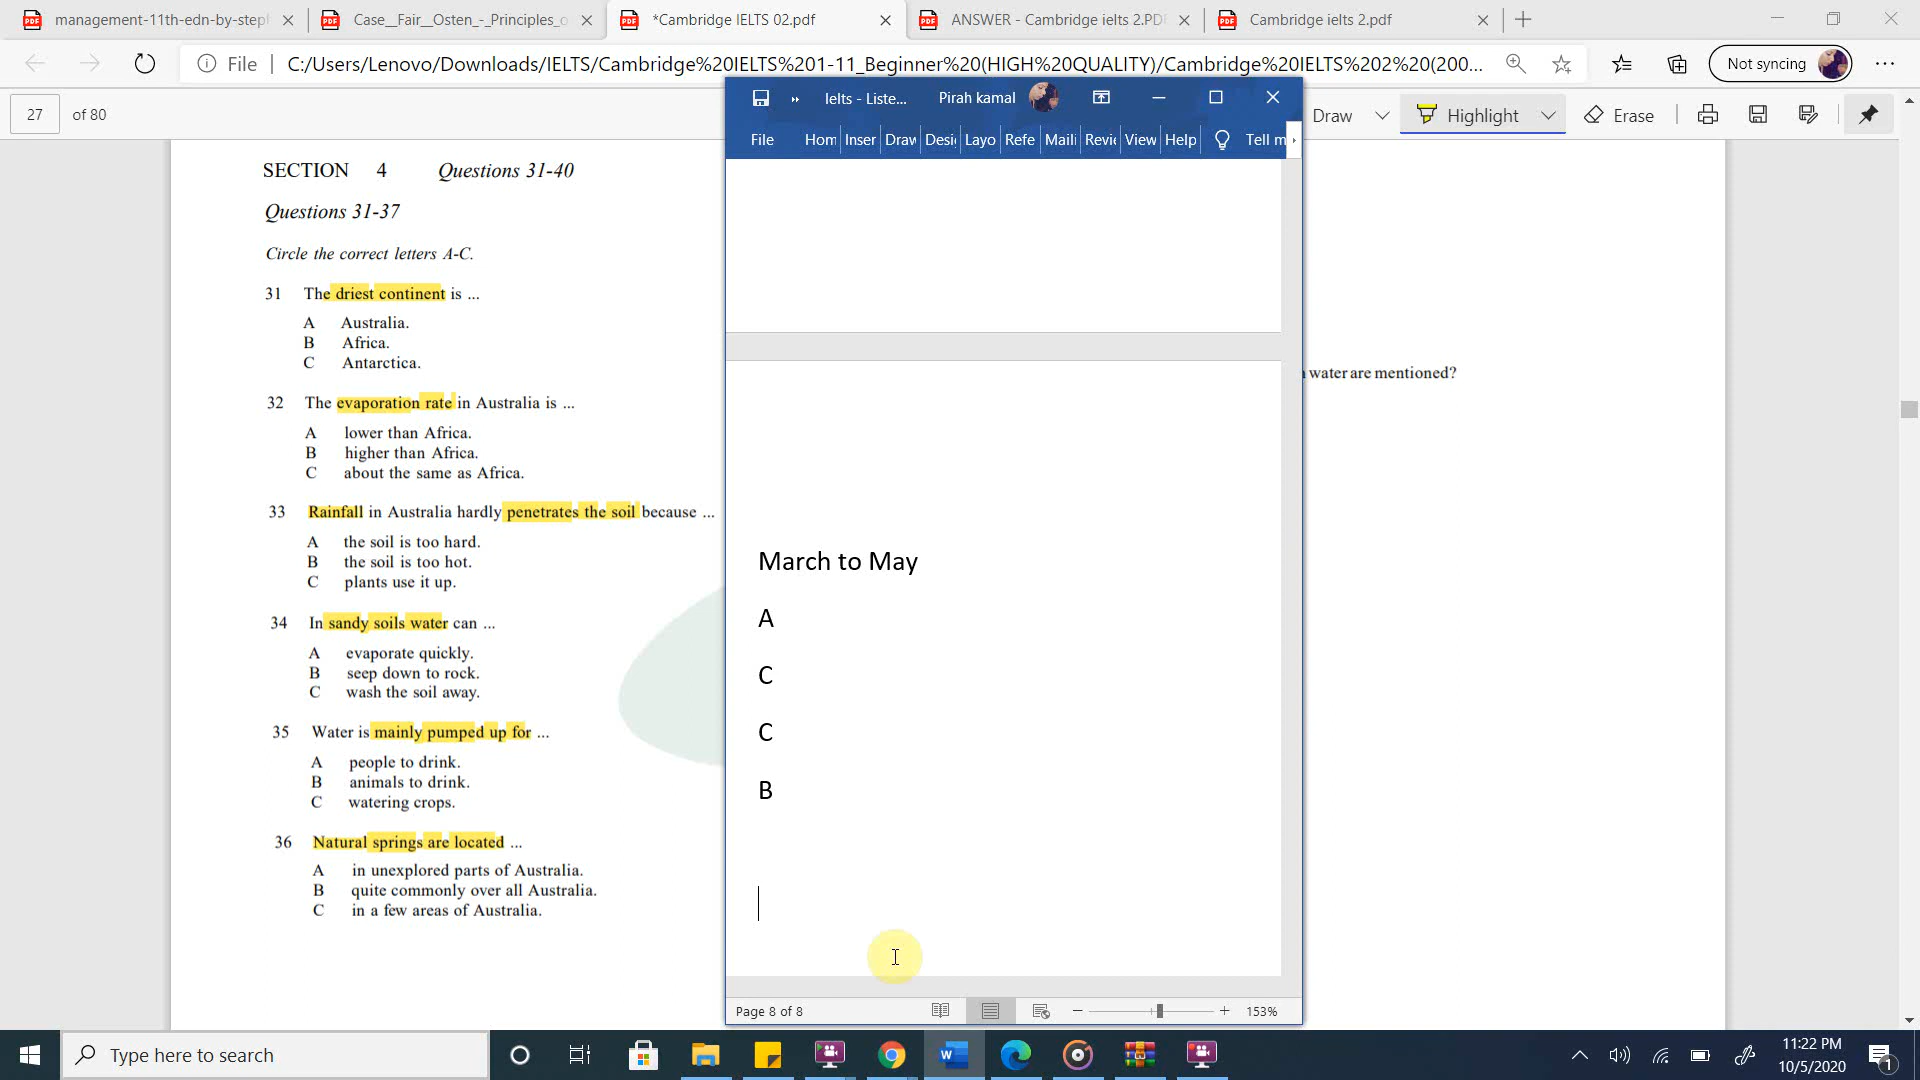 management-11th-edn-by-step
Case__Fair__Osten_-_Principles_o
*Cambridge IELTS 02.pdf
ANSWER - Cambridge ielts 2.PDF
Cambridge ielts 2.pdf
File
C:/Users/Lenovo/Downloads/IELTS/Cambridge%20IELTS%201-11_Beginner%20(HIGH%20QUALITY)/Cambridge%20IELTS%202%20(200...
Not syncing
27 of 80
Draw
Highlight
Erase
SECTION 4 Questions 31-40
Questions 31-37
Circle the correct letters A-C.
31 The driest continent is ...
A Australia.
B Africa.
C Antarctica.
32 The evaporation rate in Australia is ...
A lower than Africa.
B higher than Africa.
C about the same as Africa.
33 Rainfall in Australia hardly penetrates the soil because ...
A the soil is too hard.
B the soil is too hot.
C plants use it up.
34 In sandy soils water can ...
A evaporate quickly.
B seep down to rock.
C wash the soil away.
35 Water is mainly pumped up for ...
A people to drink.
B animals to drink.
C watering crops.
36 Natural springs are located ...
A in unexplored parts of Australia.
B quite commonly over all Australia.
C in a few areas of Australia.
water are mentioned?
Ielts - Liste... Pirah kamal
File Hom Inser Draw Desi Layo Refe Maili Revie View Help Tell m
March to May
A
C
C
B
Page 8 of 8
153%
Type here to search
11:22 PM
10/5/2020
1